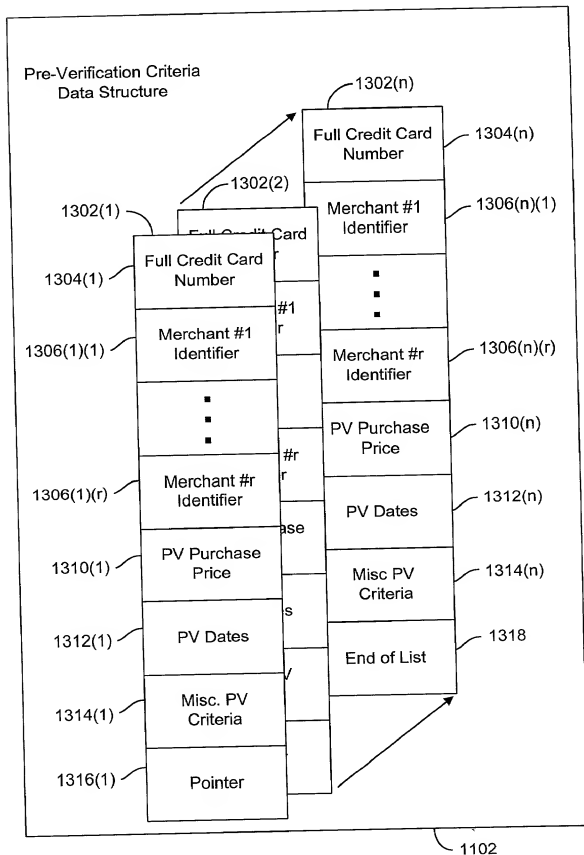 Pre-Verification Criteria
Data Structure
1302(n)
Full Credit Card
Number
1304(n)
Merchant #1
Identifier
1306(n)(1)
Merchant #r
Identifier
1306(n)(r)
PV Purchase
Price
1310(n)
PV Dates
1312(n)
Misc PV
Criteria
1314(n)
End of List
1318
1302(2)
Card
r
#1
r
#r
r
ase
s
V
1302(1)
Full Credit Card
Number
1304(1)
Merchant #1
Identifier
1306(1)(1)
Merchant #r
Identifier
1306(1)(r)
PV Purchase
Price
1310(1)
PV Dates
1312(1)
Misc. PV
Criteria
1314(1)
Pointer
1316(1)
1102